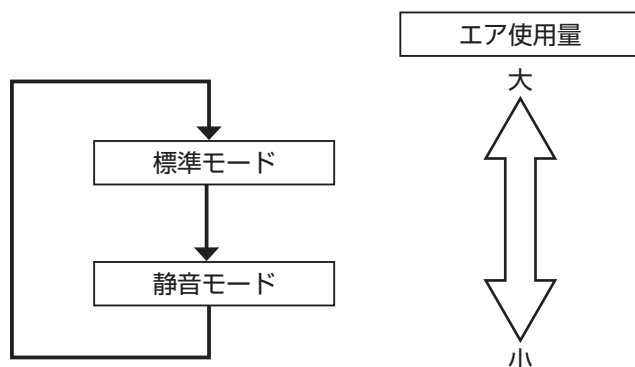 エア使用量
大
標準モード
静音モード
小